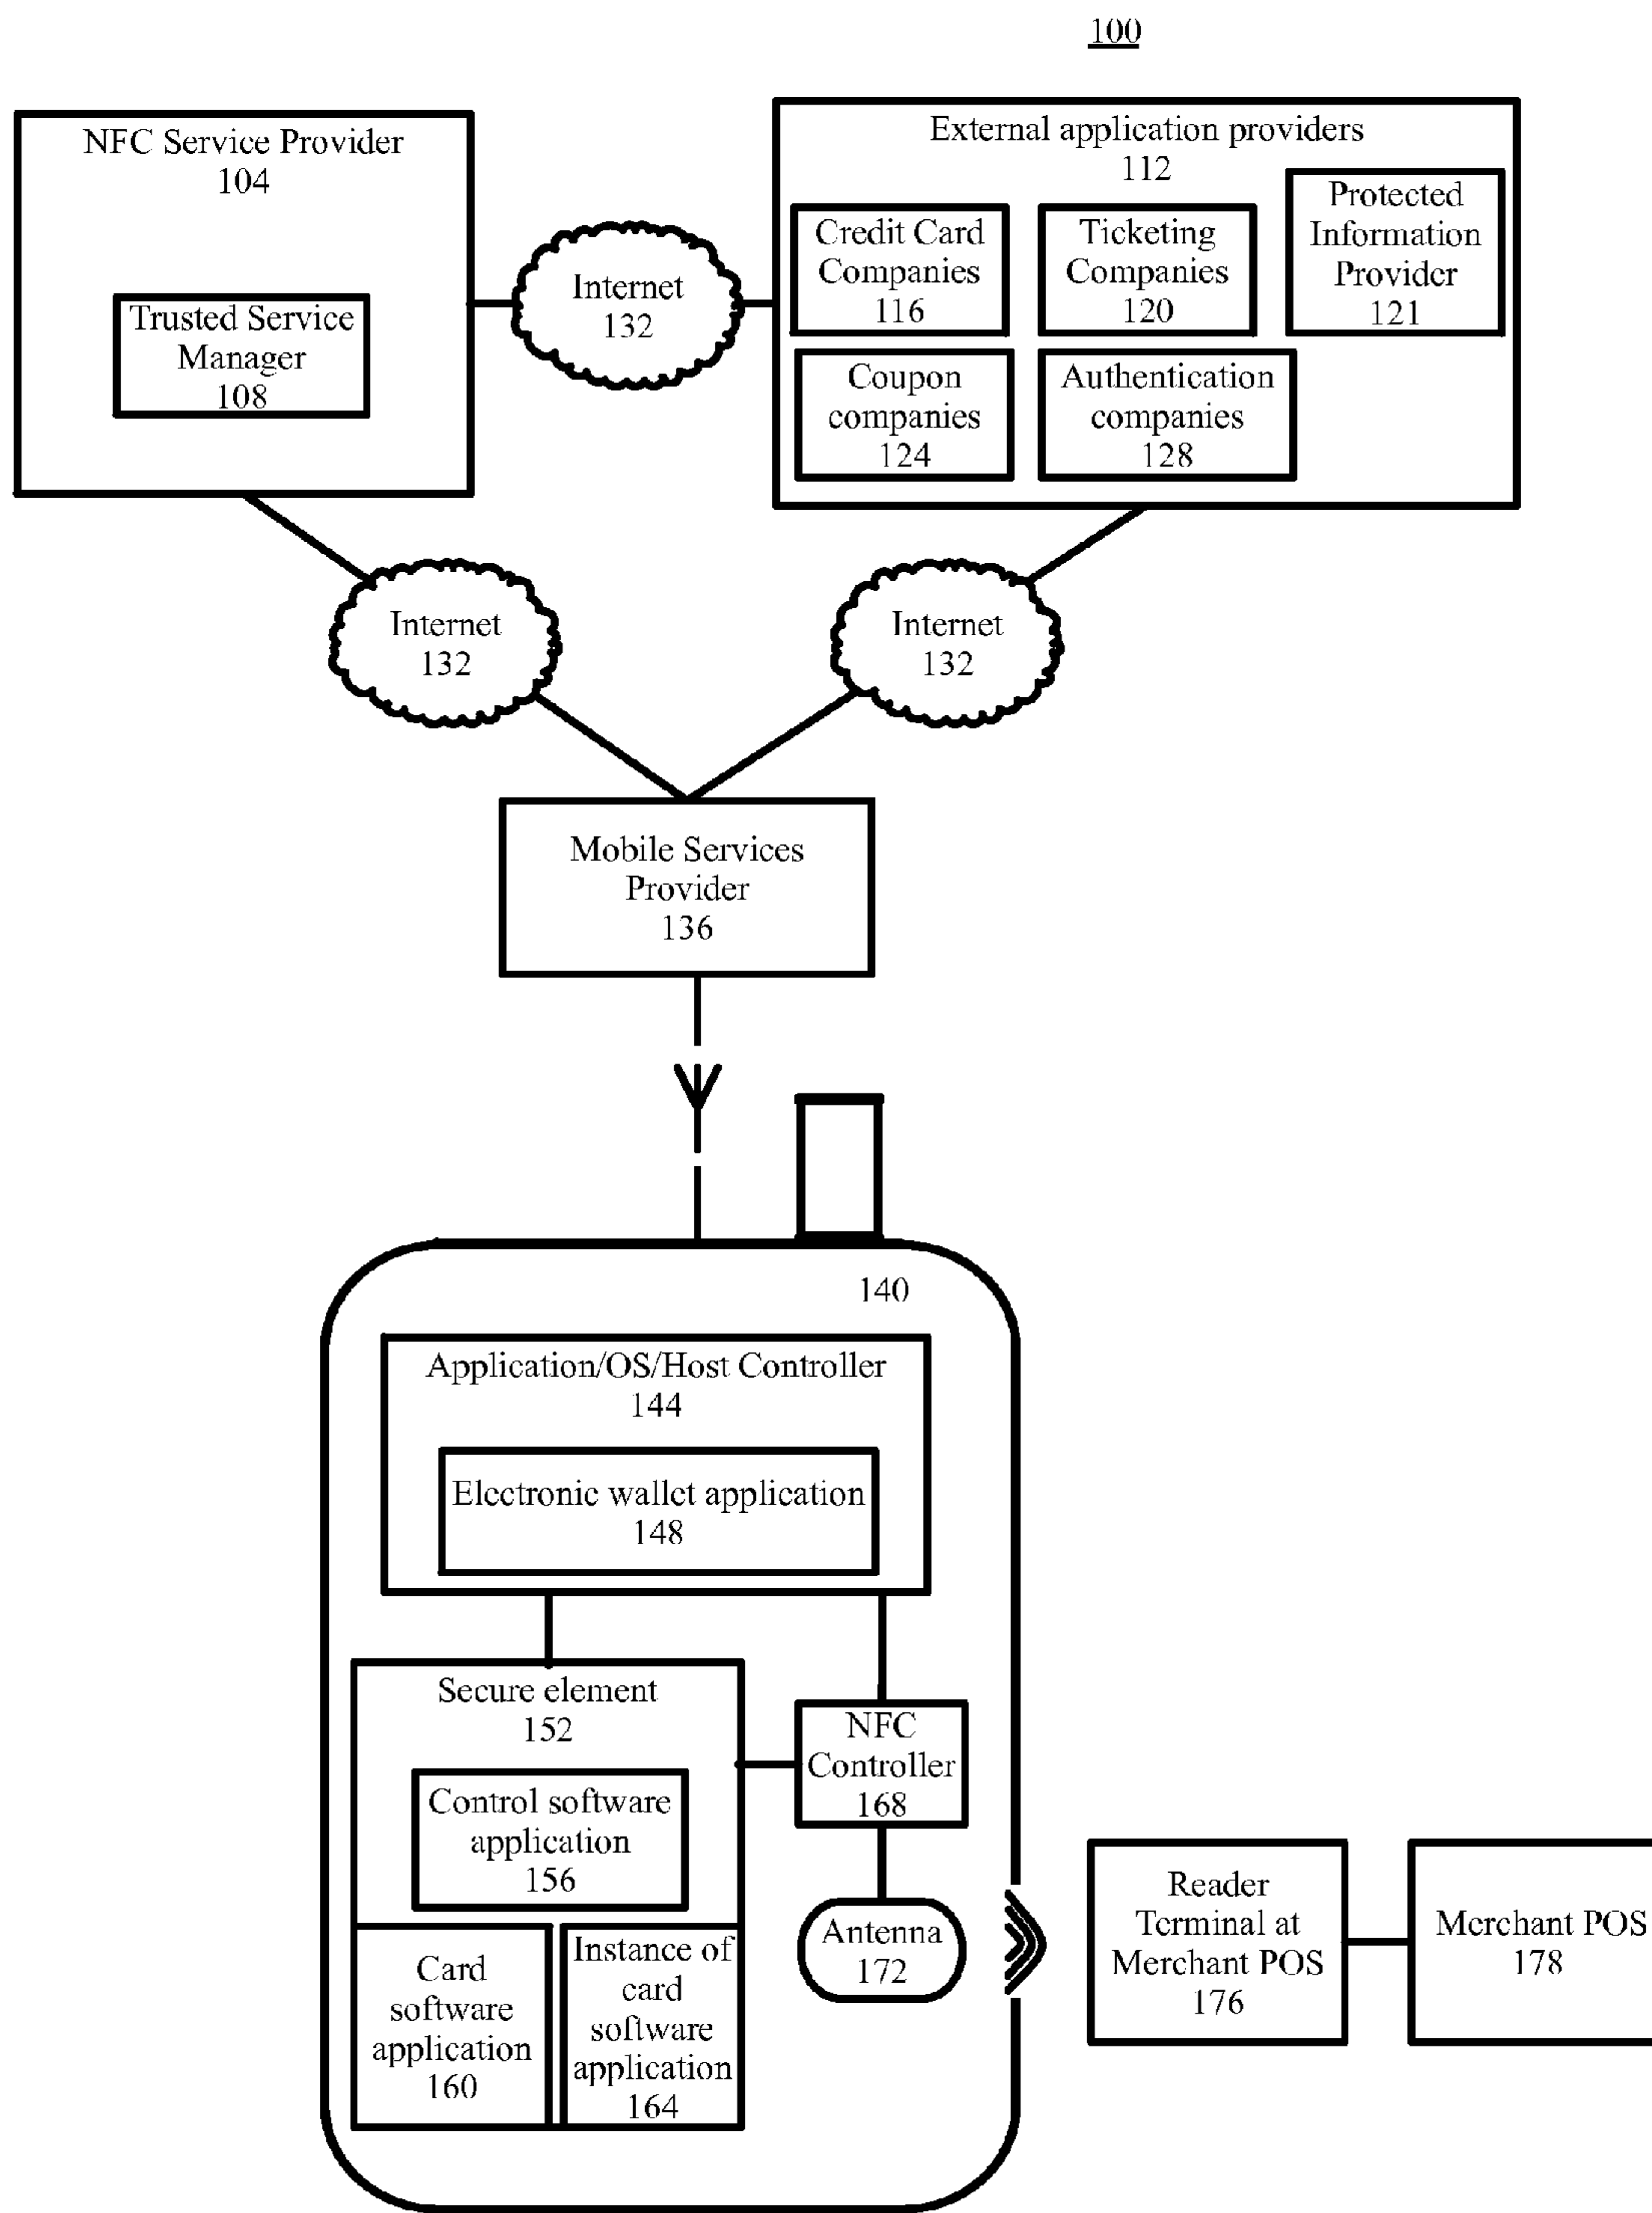 100
NFC Service Provider
104
Trusted Service
Manager
108
Internet
132
External application providers
112
Credit Card
Companies
116
Ticketing
Companies
120
Protected
Information
Provider
121
Coupon
companies
124
Authentication
companies
128
Internet
132
Internet
132
Mobile Services
Provider
136
140
Application/OS/Host Controller
144
Electronic wallet application
148
Secure element
152
Control software
application
156
Card
software
application
160
Instance of
card
software
application
164
NFC
Controller
168
Antenna
172
Reader
Terminal at
Merchant POS
176
Merchant POS
178